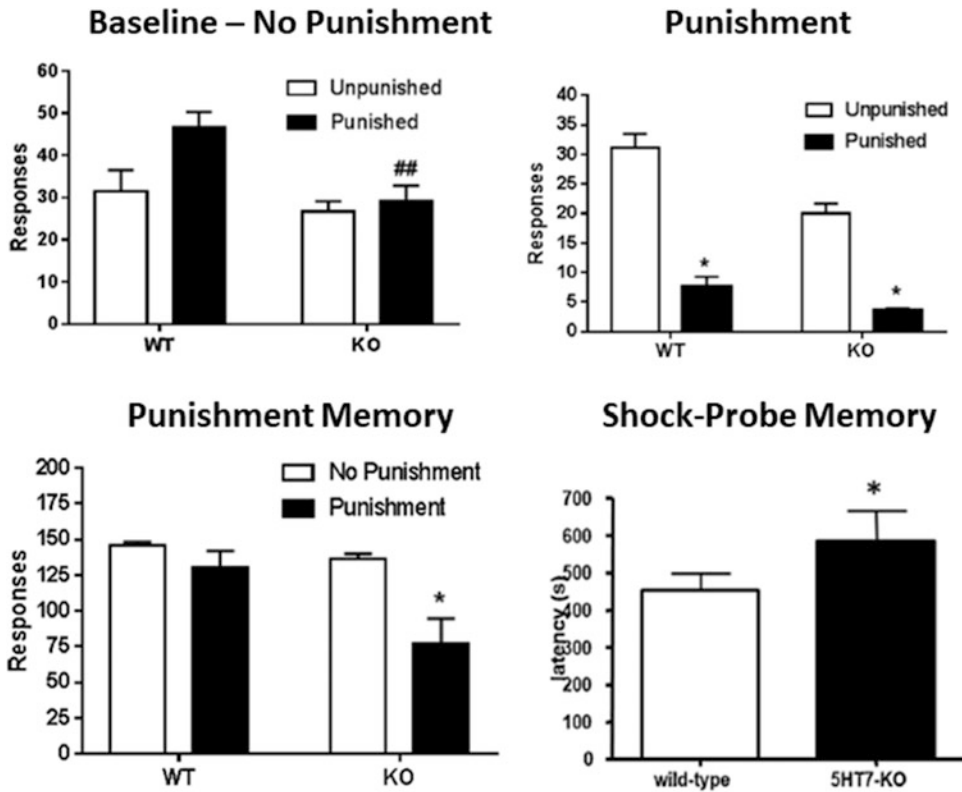 Baseline – No Punishment
60
50
40
30
20
10
0
Responses
Unpunished
Punished
##
WT
KO
Punishment
40
35
30
25
20
15
10
5
0
Responses
Unpunished
Punished
*
*
WT
KO
Punishment Memory
200
175
150
125
100
75
50
25
0
Responses
No Punishment
Punishment
*
WT
KO
Shock-Probe Memory
700
600
500
400
300
200
100
0
latency (s)
*
wild-type
5HT7-KO